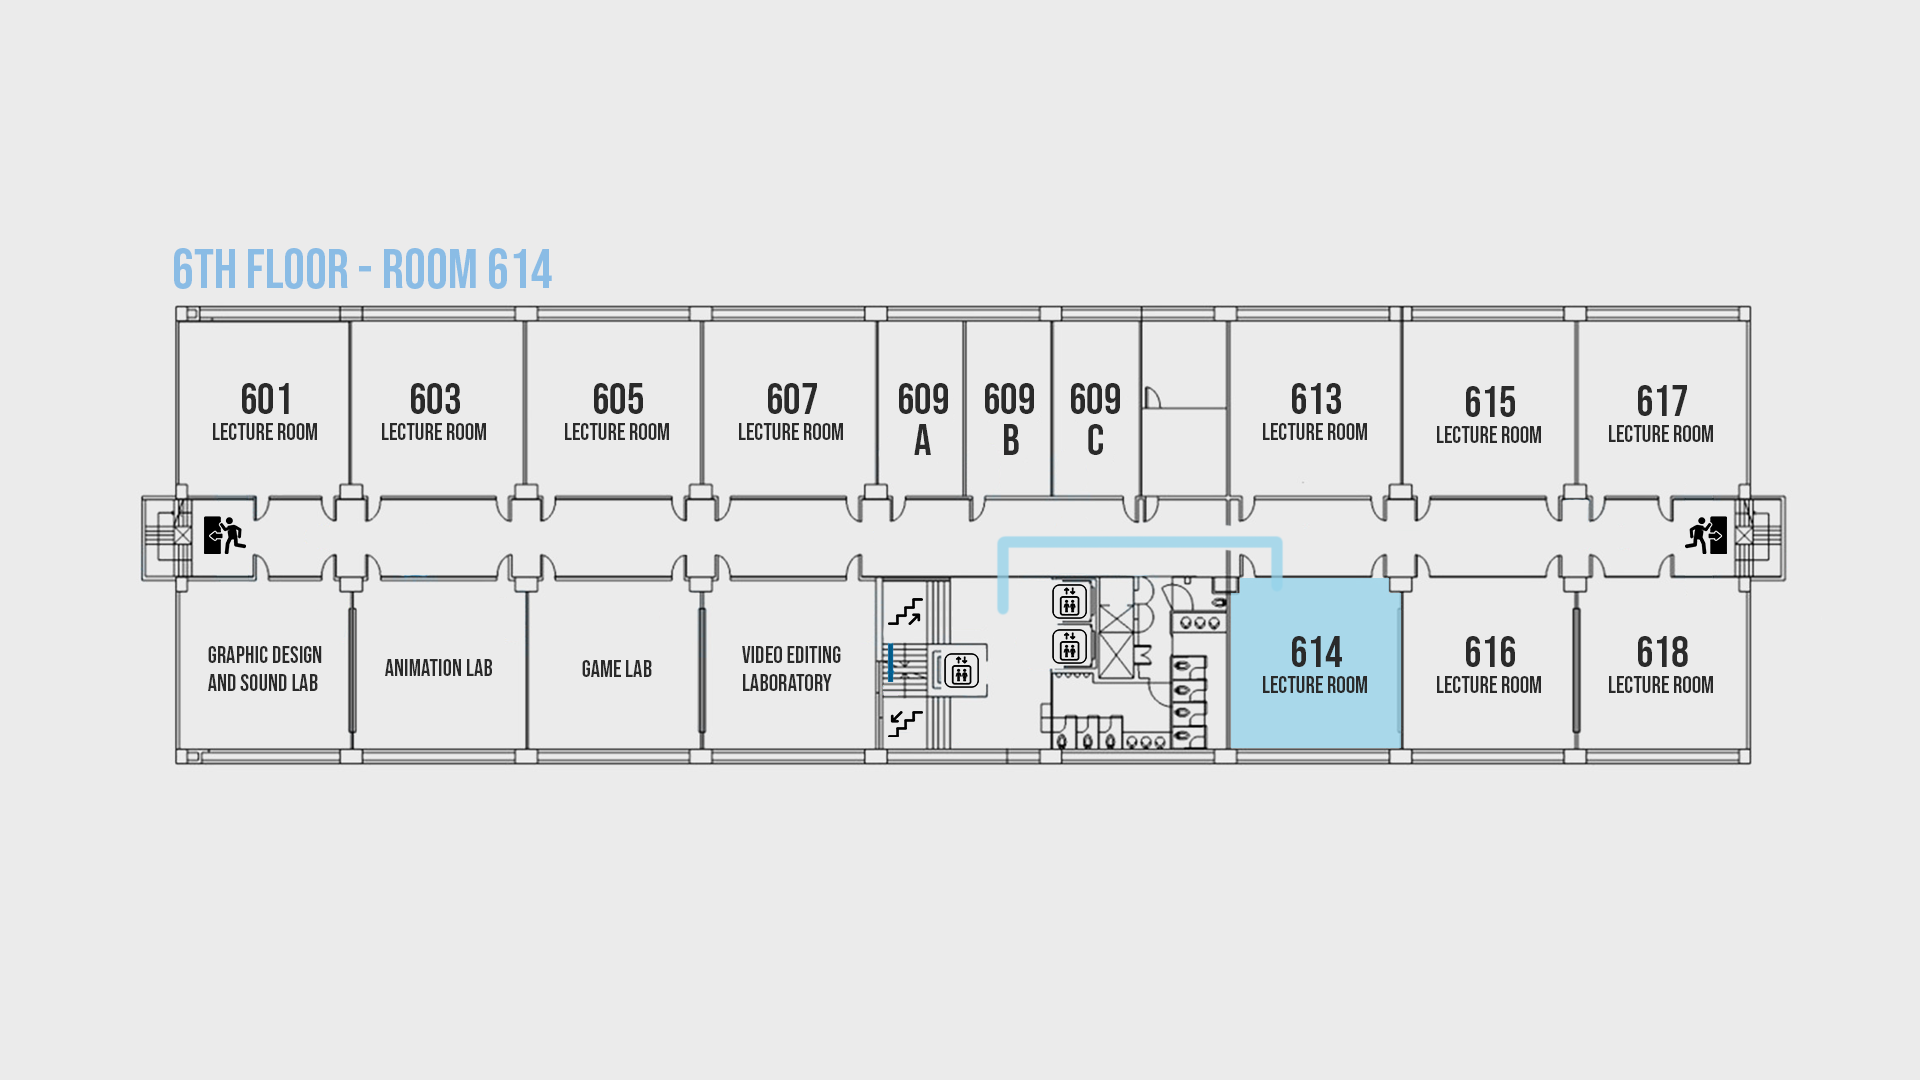 6TH FLOOR - ROOM 614
601
LECTURE ROOM
603
LECTURE ROOM
605
LECTURE ROOM
607
LECTURE ROOM
609
A
609
B
609
C
613
LECTURE ROOM
615
LECTURE ROOM
617
LECTURE ROOM
GRAPHIC DESIGN
AND SOUND LAB
ANIMATION LAB
GAME LAB
VIDEO EDITING
LABORATORY
614
LECTURE ROOM
616
LECTURE ROOM
618
LECTURE ROOM